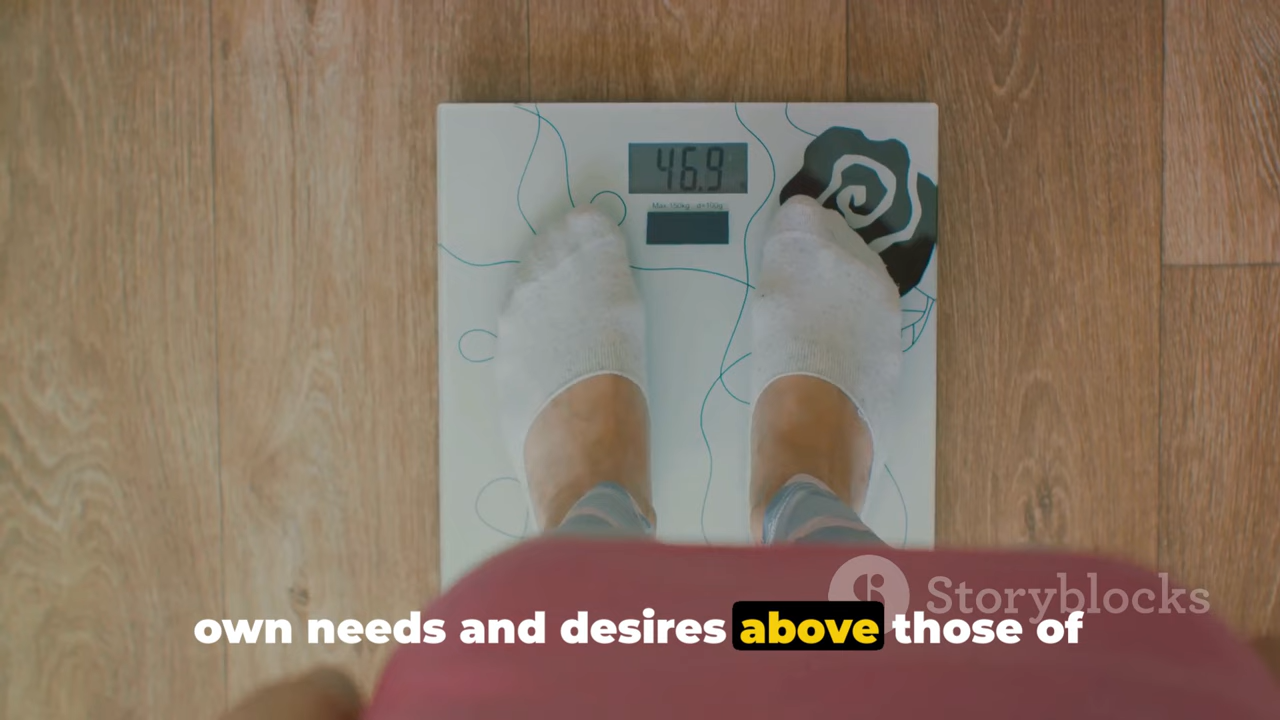 46.9
Max.150kg d=100g
Storyblocks
own needs and desires above those of